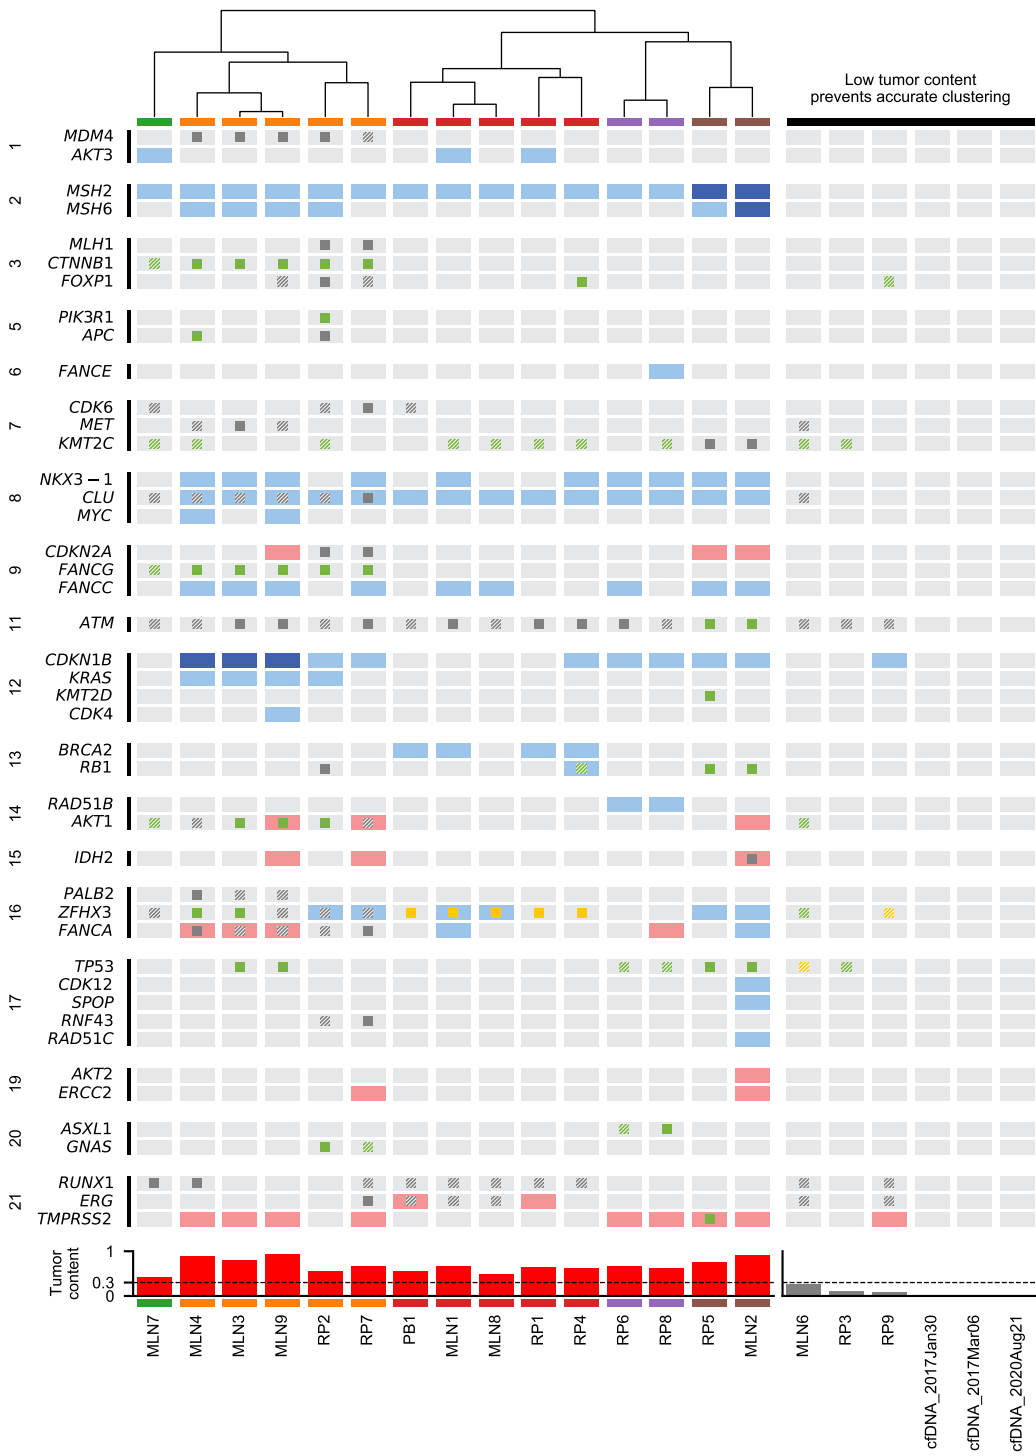 Low tumor content
prevents accurate clustering
1
MDM4
AKT3
2
MSH2
MSH6
3
MLH1
CTNNB1
FOXP1
5
PIK3R1
APC
6
FANCE
7
CDK6
MET
KMT2C
8
NKX3−1
CLU
MYC
9
CDKN2A
FANCG
FANCC
11
ATM
12
CDKN1B
KRAS
KMT2D
CDK4
13
BRCA2
RB1
14
RAD51B
AKT1
15
IDH2
16
PALB2
ZFHX3
FANCA
17
TP53
CDK12
SPOP
RNF43
RAD51C
19
AKT2
ERCC2
20
ASXL1
GNAS
21
RUNX1
ERG
TMPRSS2
Tumor
content
1
0.3
0
MLN7
MLN4
MLN3
MLN9
RP2
RP7
PB1
MLN1
MLN8
RP1
RP4
RP6
RP8
RP5
MLN2
MLN6
RP3
RP9
cfDNA_2017Jan30
cfDNA_2017Mar06
cfDNA_2020Aug21